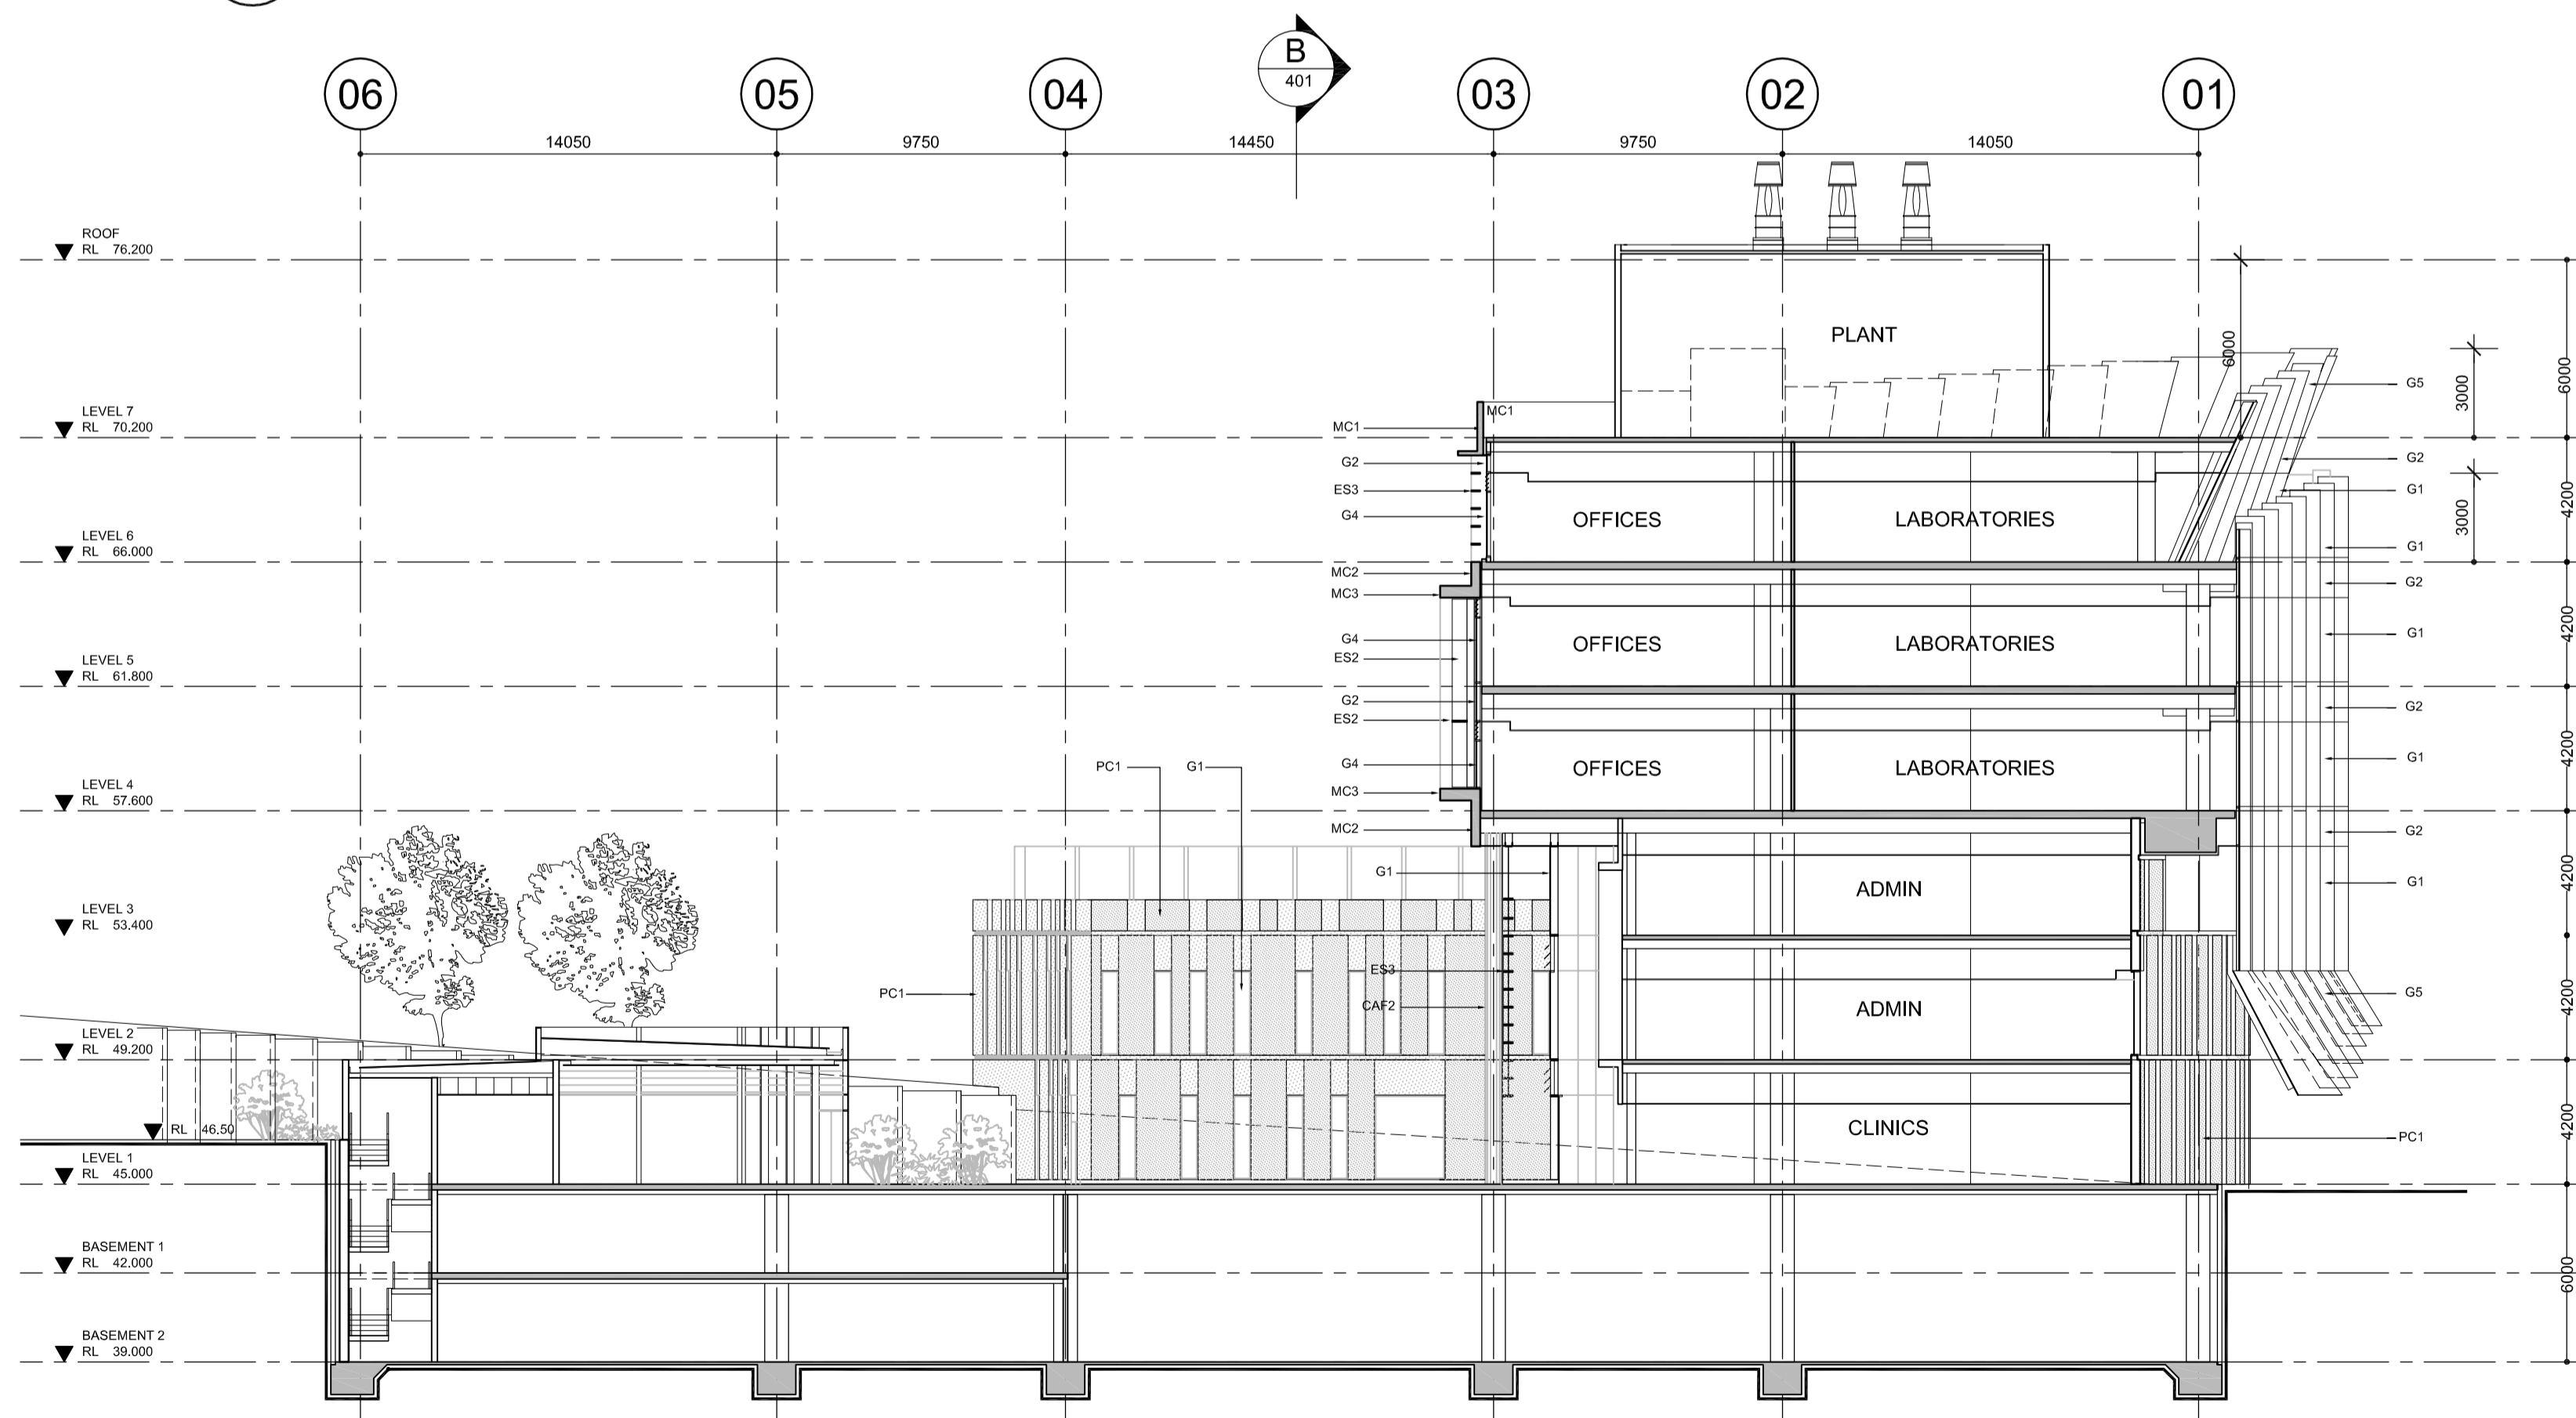 B
401
06
05
04
03
02
01
14050
9750
14450
9750
14050
ROOF
RL 76.200
PLANT
6000
6000
3000
G5
LEVEL 7
RL 70.200
MC1
MC1
G2
ES3
G4
OFFICES
LABORATORIES
G2
G1
G1
3000
4200
LEVEL 6
RL 66.000
MC2
MC3
G4
ES2
OFFICES
LABORATORIES
G2
G1
4200
LEVEL 5
RL 61.800
G2
ES2
G4
MC3
OFFICES
LABORATORIES
G2
G1
4200
PC1
G1
LEVEL 4
RL 57.600
MC2
G1
ADMIN
G2
G1
4200
LEVEL 3
RL 53.400
PC1
ES3
CAF2
ADMIN
G5
4200
LEVEL 2
RL 49.200
RL 46.50
CLINICS
PC1
4200
LEVEL 1
RL 45.000
BASEMENT 1
RL 42.000
6000
BASEMENT 2
RL 39.000